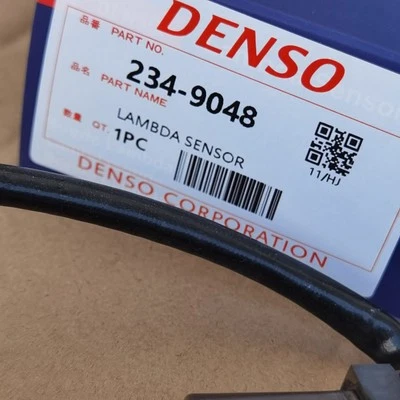 DENSO
品番 PART NO.
234-9048
品名 PART NAME
LAMBDA SENSOR
数量 QT. 1PC
11/HJ
DENSO CORPORATION